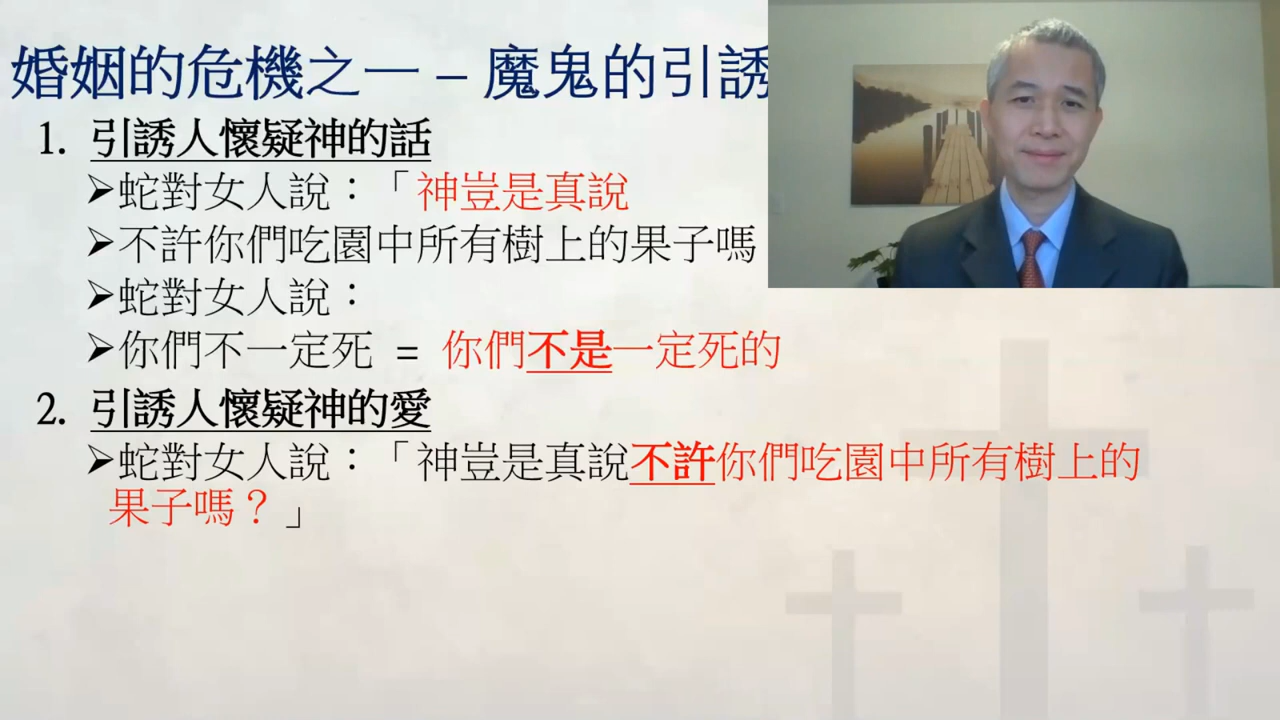 婚姻的危機之一 – 魔鬼的引誘
1. 引誘人懷疑神的話
➢蛇對女人說：「神豈是真說
➢不許你們吃園中所有樹上的果子嗎
➢蛇對女人說：
➢你們不一定死 = 你們不是一定死的
2. 引誘人懷疑神的愛
➢蛇對女人說：「神豈是真說不許你們吃園中所有樹上的
果子嗎？」